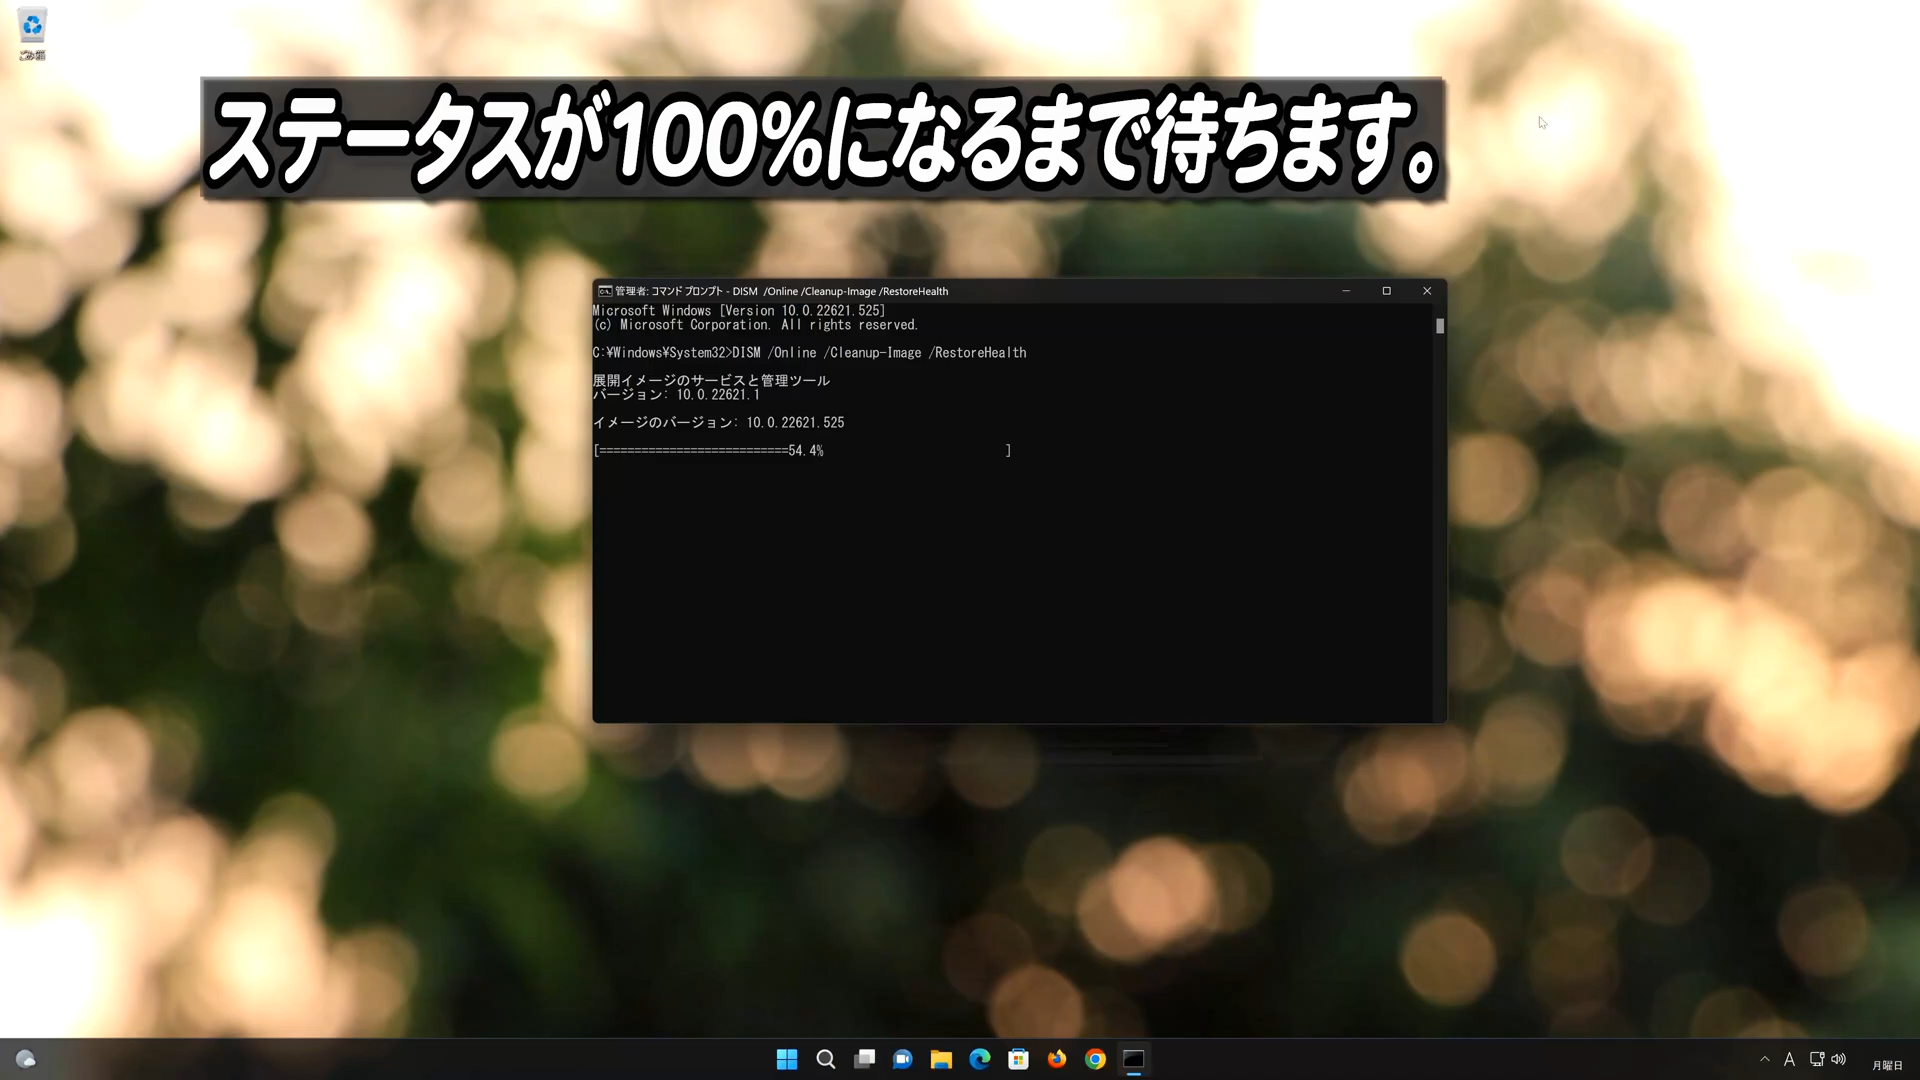 ごみ箱
ステータスが100%になるまで待ちます。
管理者: コマンド プロンプト - DISM  /Online /Cleanup-Image /RestoreHealth
Microsoft Windows [Version 10.0.22621.525]
(c) Microsoft Corporation. All rights reserved.
C:¥Windows¥System32>DISM /Online /Cleanup-Image /RestoreHealth
展開イメージのサービスと管理ツール
バージョン: 10.0.22621.1
イメージのバージョン: 10.0.22621.525
[===========================54.4%                          ]
A
月曜日